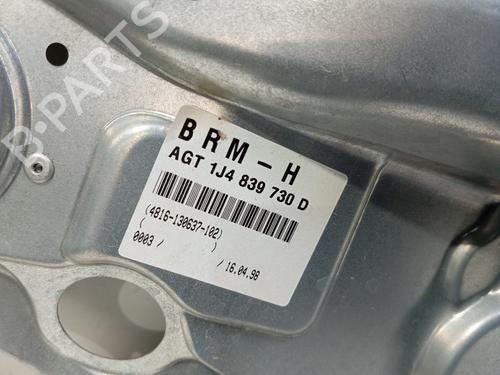 B-PARTS
BRM-H
AGT 1J4 839 730 D
(4816-130637-102)
( )
0003 / / 16.04.98